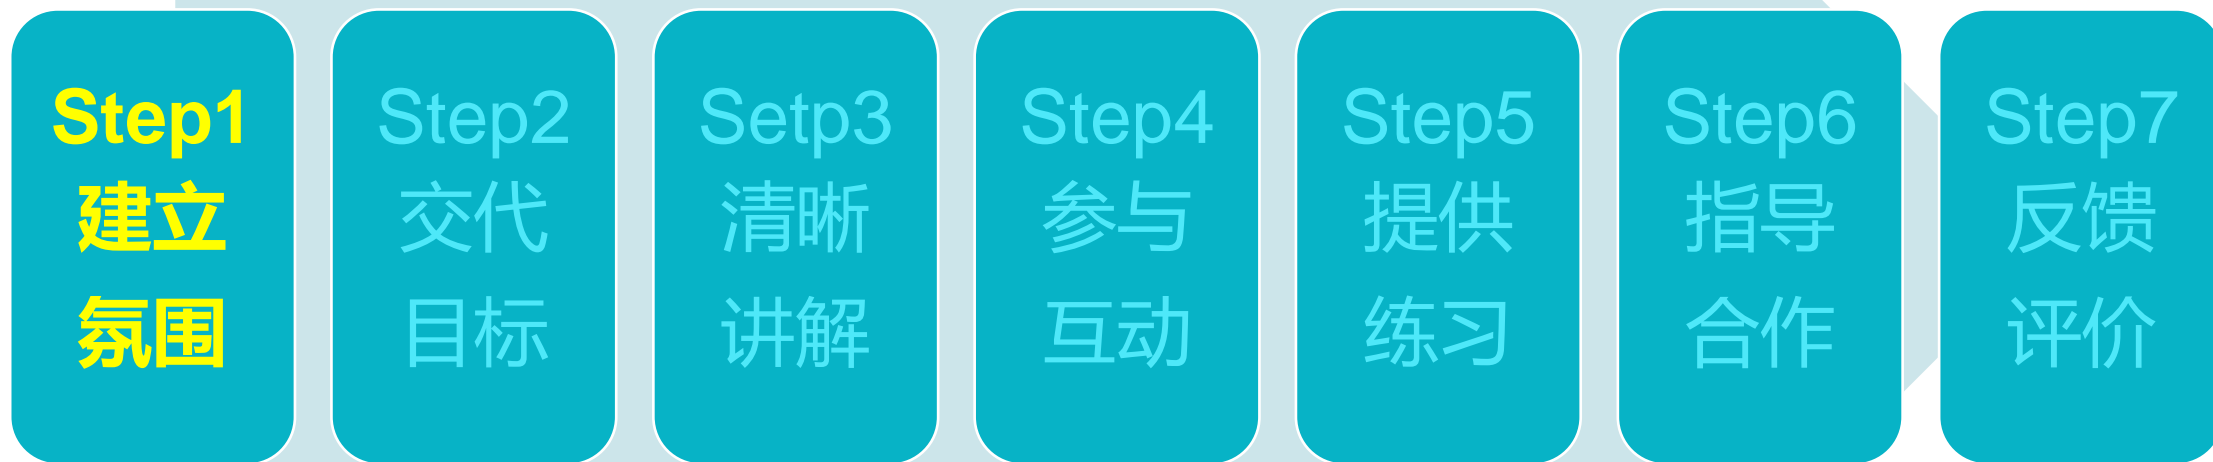 Step1
建立
氛围
Step2
交代
目标
Setp3
清晰
讲解
Step4
参与
互动
Step5
提供
练习
Step6
指导
合作
Step7
反馈
评价